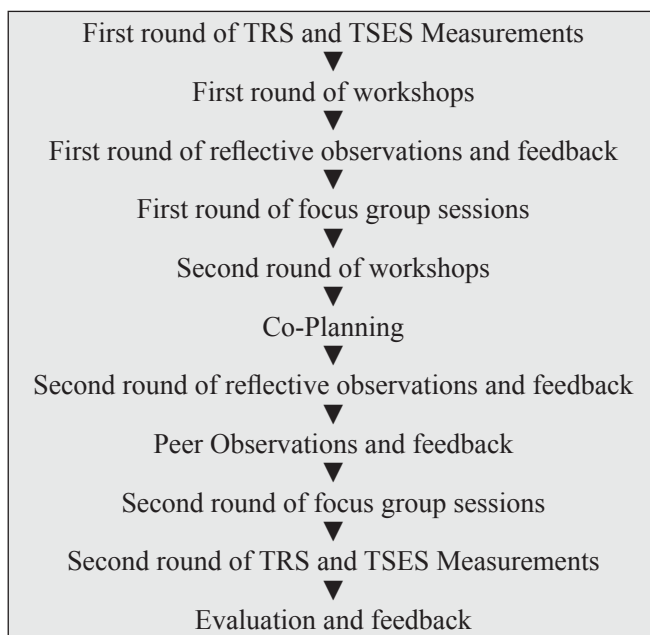 First round of TRS and TSES Measurements
First round of workshops
First round of reflective observations and feedback
First round of focus group sessions
Second round of workshops
Co-Planning
Second round of reflective observations and feedback
Peer Observations and feedback
Second round of focus group sessions
Second round of TRS and TSES Measurements
Evaluation and feedback